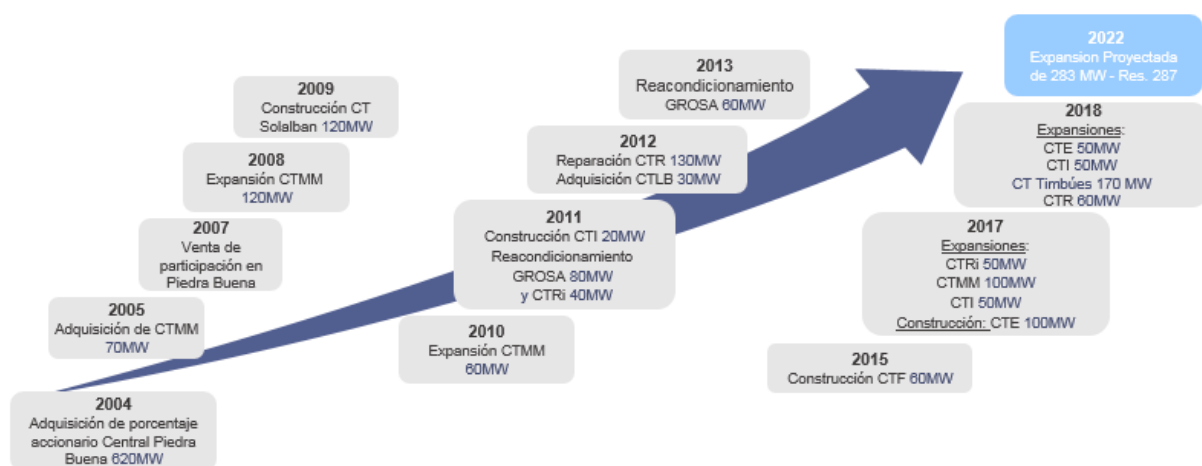 2004
Adquisición de porcentaje
accionario Central Piedra
Buena 620MW
2005
Adquisición de CTMM
70MW
2007
Venta de
participación en
Piedra Buena
2008
Expansión CTMM
120MW
2009
Construcción CT
Solalban 120MW
2010
Expansión CTMM
60MW
2011
Construcción CTI 20MW
Reacondicionamiento
GROSA 80MW
y CTRi 40MW
2012
Reparación CTR 130MW
Adquisición CTLB 30MW
2013
Reacondicionamiento
GROSA 60MW
2015
Construcción CTF 60MW
2017
Expansiones:
CTRi 50MW
CTMM 100MW
CTI 50MW
Construcción: CTE 100MW
2018
Expansiones:
CTE 50MW
CTI 50MW
CT Timbúes 170 MW
CTR 60MW
2022
Expansion Proyectada
de 283 MW - Res. 287